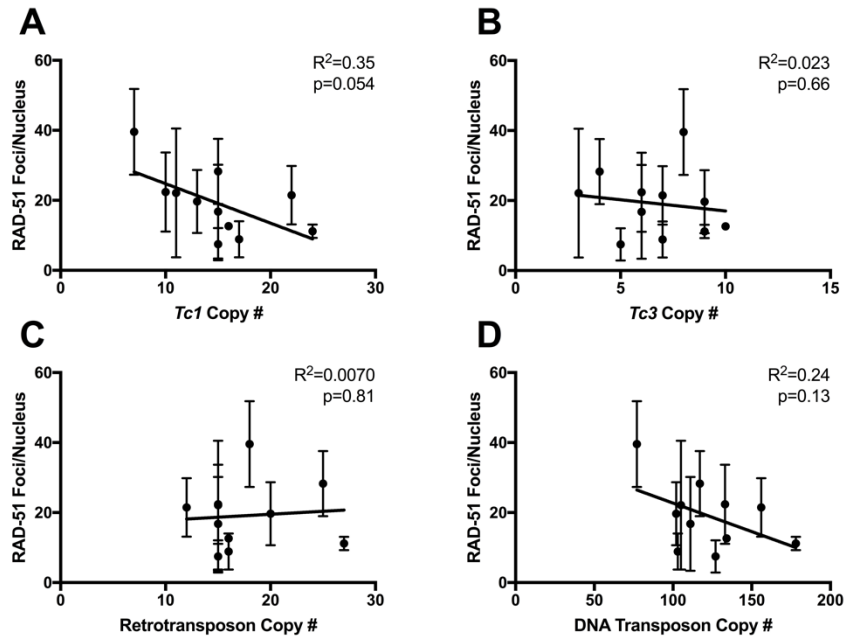 A
R²=0.35
p=0.054
RAD-51 Foci/Nucleus
60
40
20
0
0 10 20 30
Tc1 Copy #
B
R²=0.023
p=0.66
RAD-51 Foci/Nucleus
60
40
20
0
0 5 10 15
Tc3 Copy #
C
R²=0.0070
p=0.81
RAD-51 Foci/Nucleus
60
40
20
0
0 10 20 30
Retrotransposon Copy #
D
R²=0.24
p=0.13
RAD-51 Foci/Nucleus
60
40
20
0
0 50 100 150 200
DNA Transposon Copy #